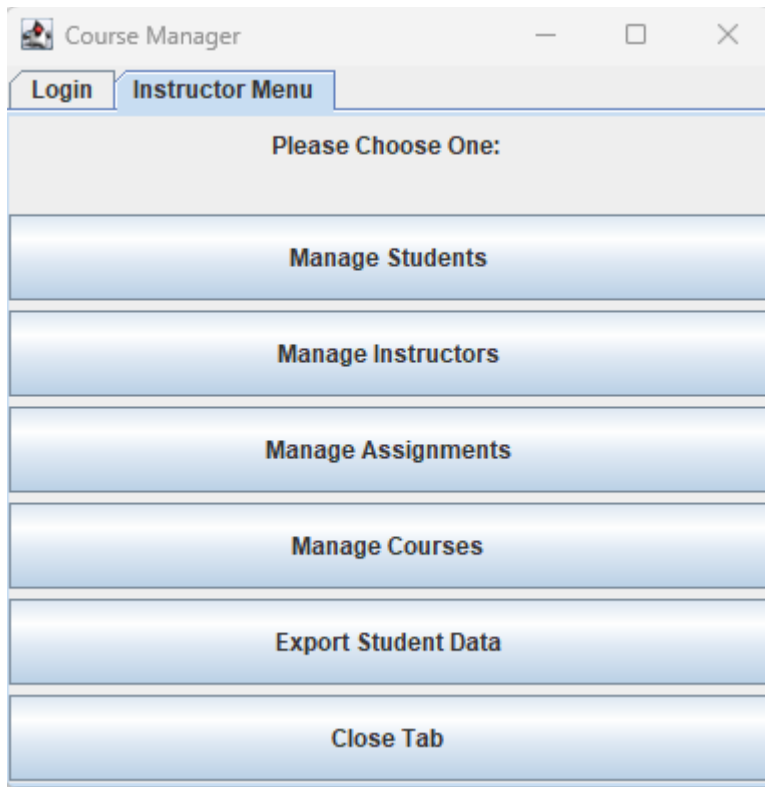 Course Manager
Login Instructor Menu
Please Choose One:
Manage Students
Manage Instructors
Manage Assignments
Manage Courses
Export Student Data
Close Tab